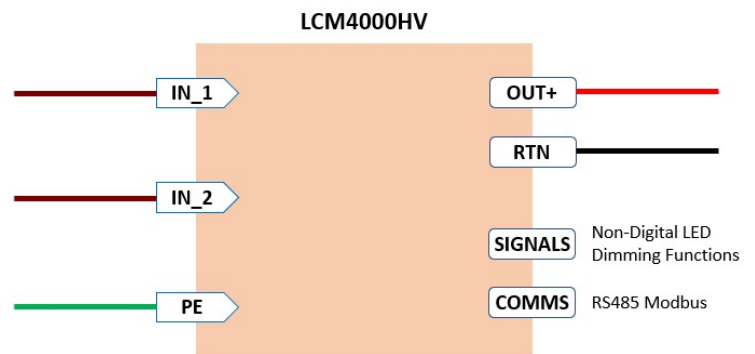 LCM4000HV
IN_1
OUT+
RTN
IN_2
SIGNALS
Non-Digital LED
Dimming Functions
PE
COMMS
RS485 Modbus